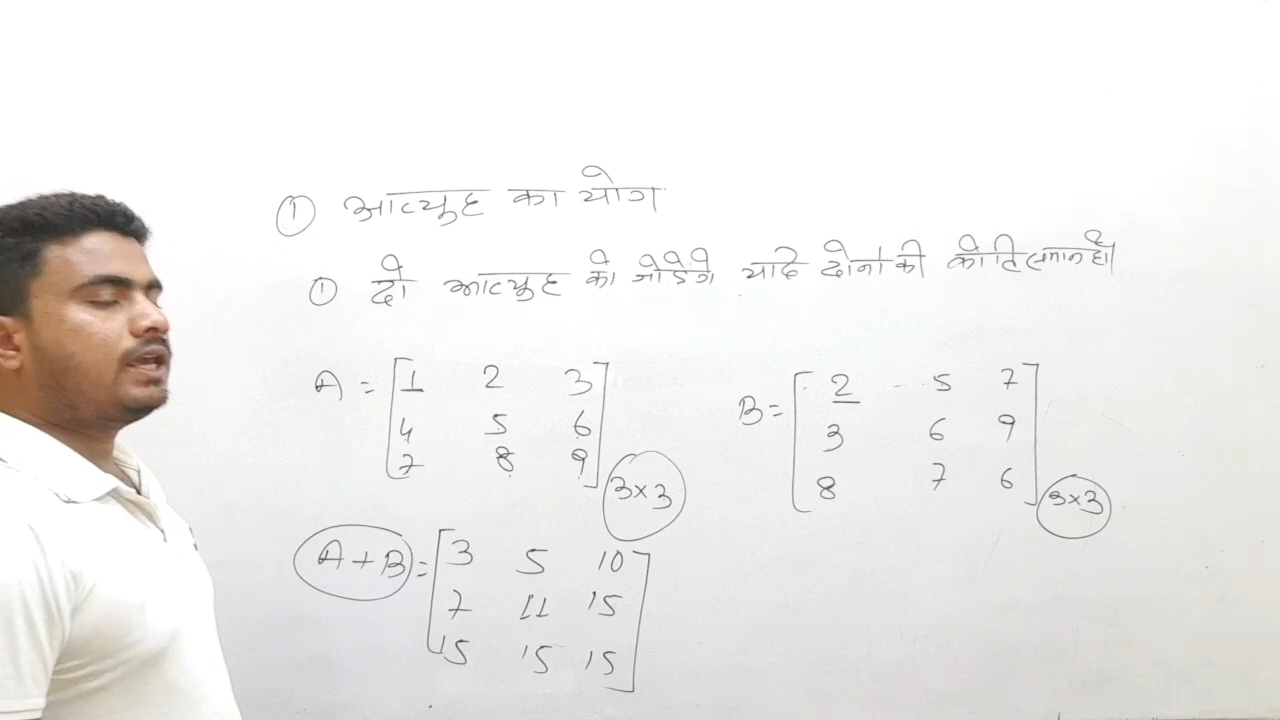 ① आव्यूह का योग
① दो आव्यूह को जोड़ेंगे यदि दोनों की कोटि समान हो।
A = [1 2 3
4 5 6
7 8 9] 3×3
B = [2 5 7
3 6 9
8 7 6] 3×3
A+B = [3 5 10
7 11 15
15 15 15]